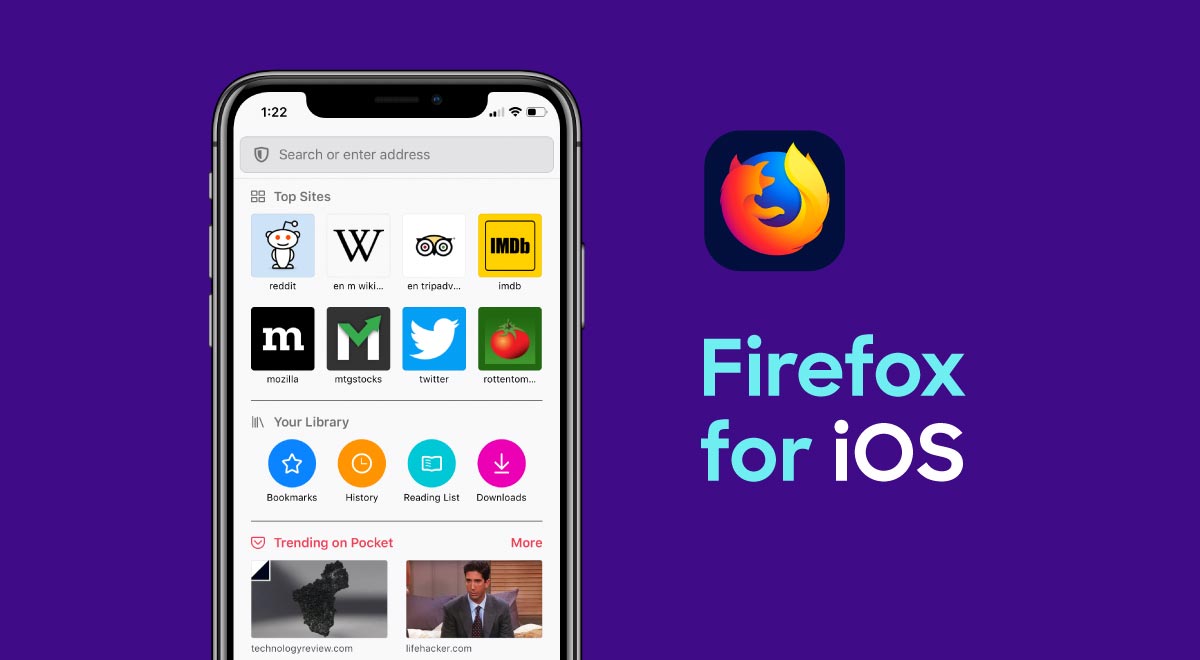 1:22
Search or enter address
Top Sites
IMDb
reddit
en m wiki...
en tripadv...
imdb
m
mozilla
mtgstocks
twitter
rottentom...
Your Library
Bookmarks
History
Reading List
Downloads
Trending on Pocket
More
technologyreview.com
lifehacker.com
Firefox
for iOS